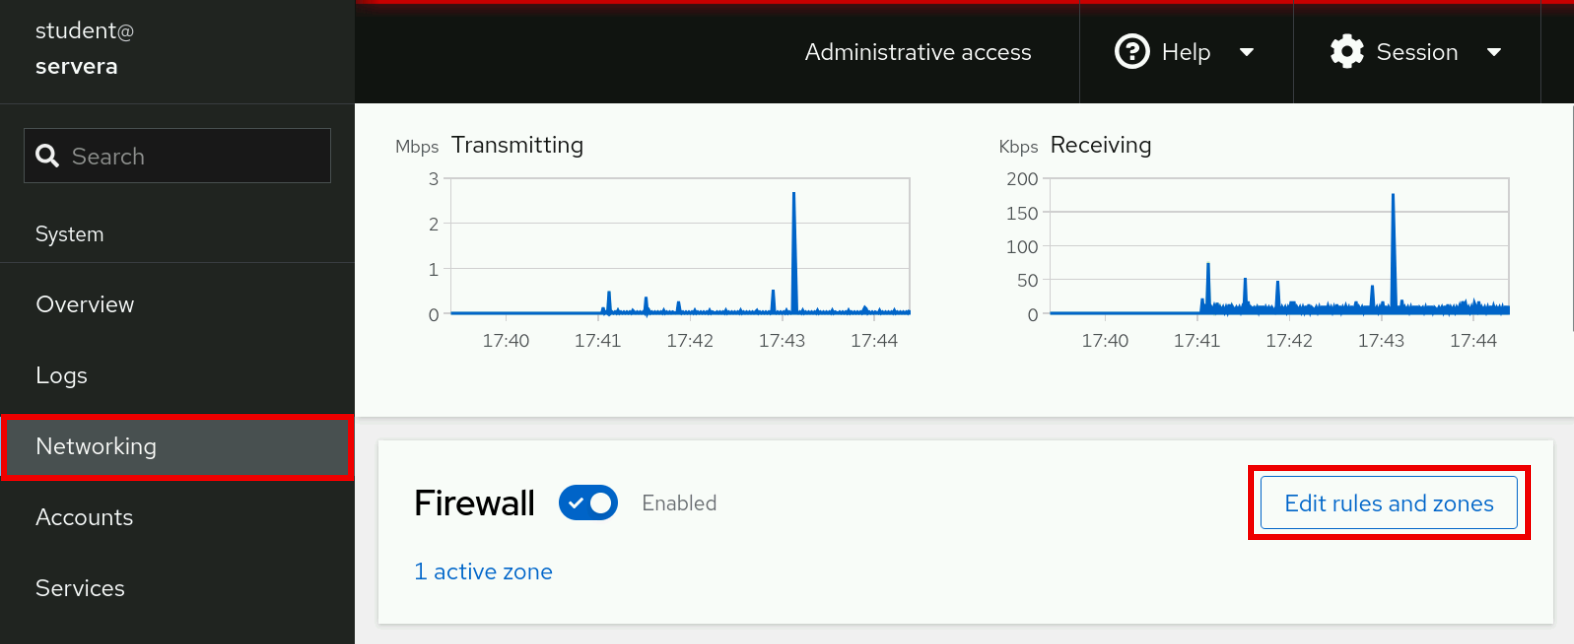 student@
servera
Search
System
Overview
Logs
Networking
Accounts
Services
Administrative access
Help
Session
Mbps Transmitting
3
2
1
0
17:40 17:41 17:42 17:43 17:44
Kbps Receiving
200
150
100
50
0
17:40 17:41 17:42 17:43 17:44
Firewall Enabled
Edit rules and zones
1 active zone